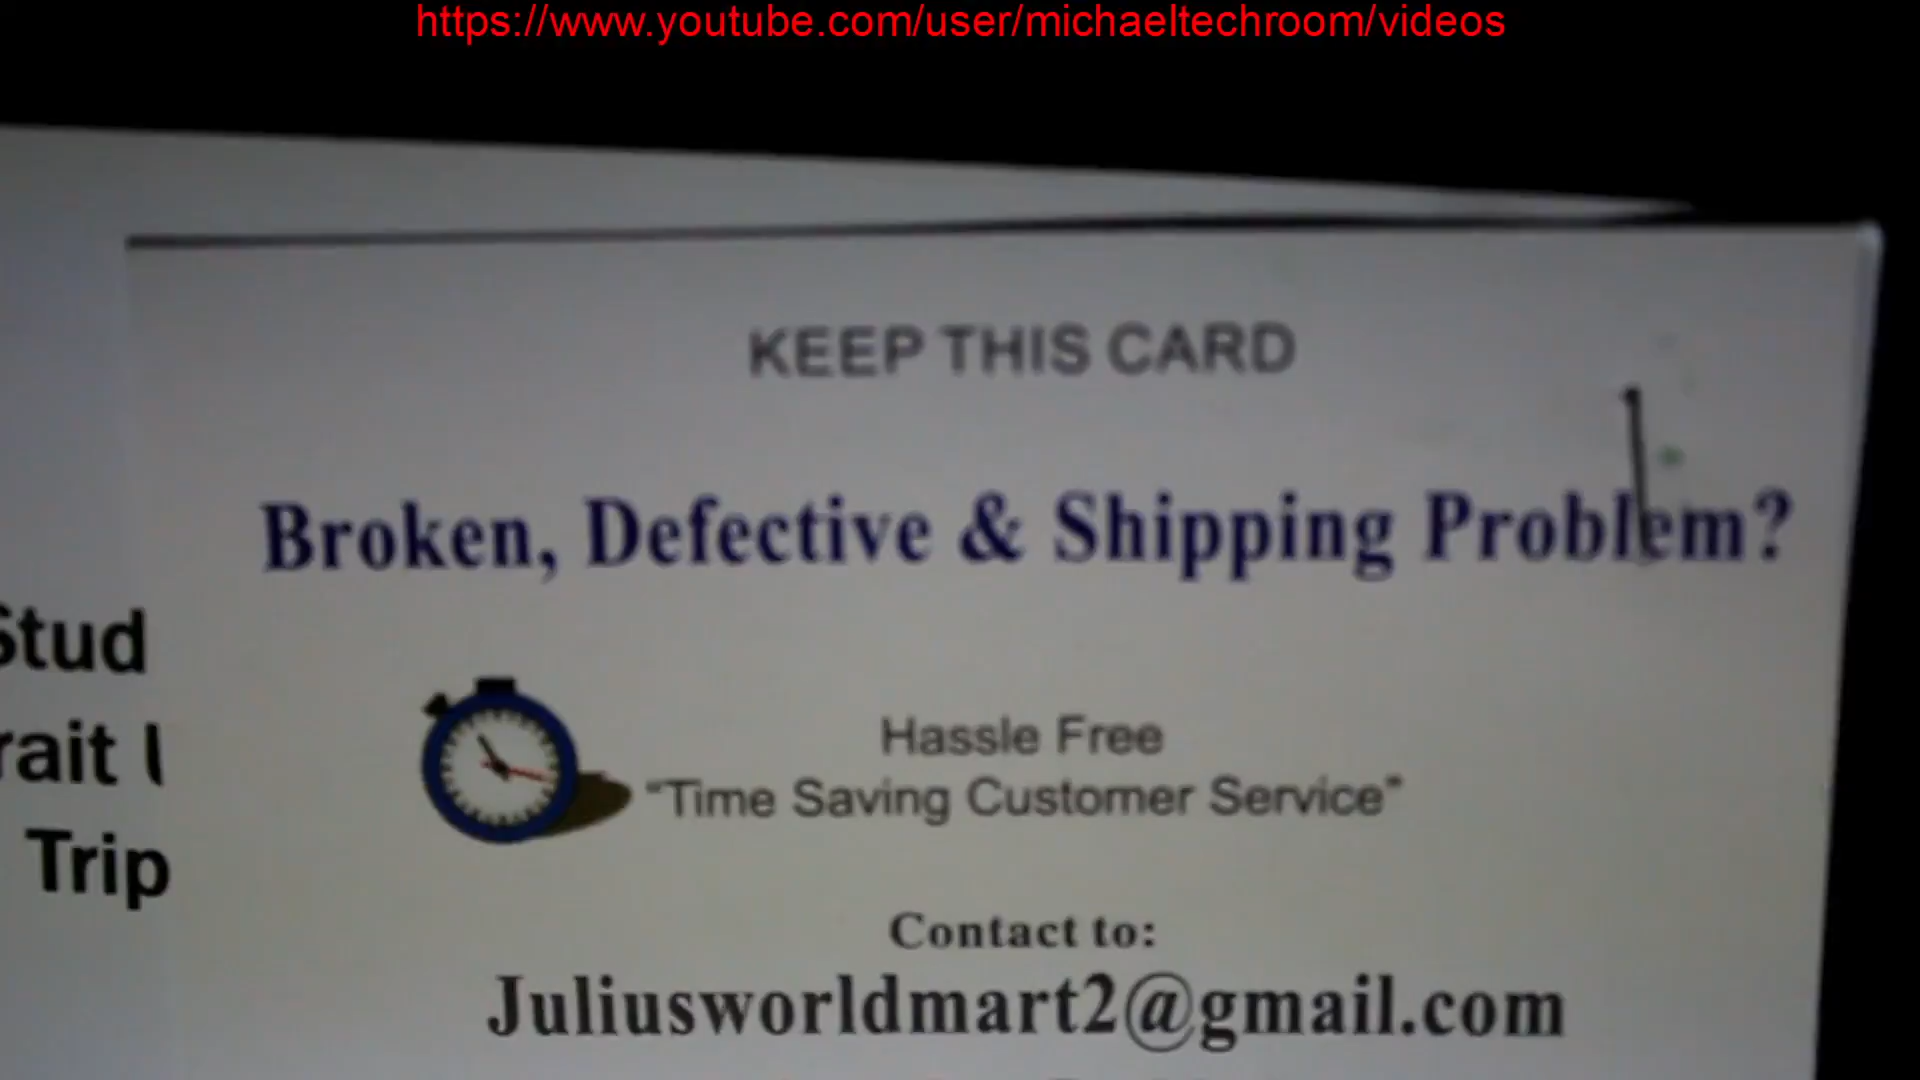 https://www.youtube.com/user/michaeltechroom/videos
KEEP THIS CARD
Broken, Defective & Shipping Problem?
Stud
rait
Trip
Hassle Free
"Time Saving Customer Service"
Contact to:
Juliusworldmart2@gmail.com